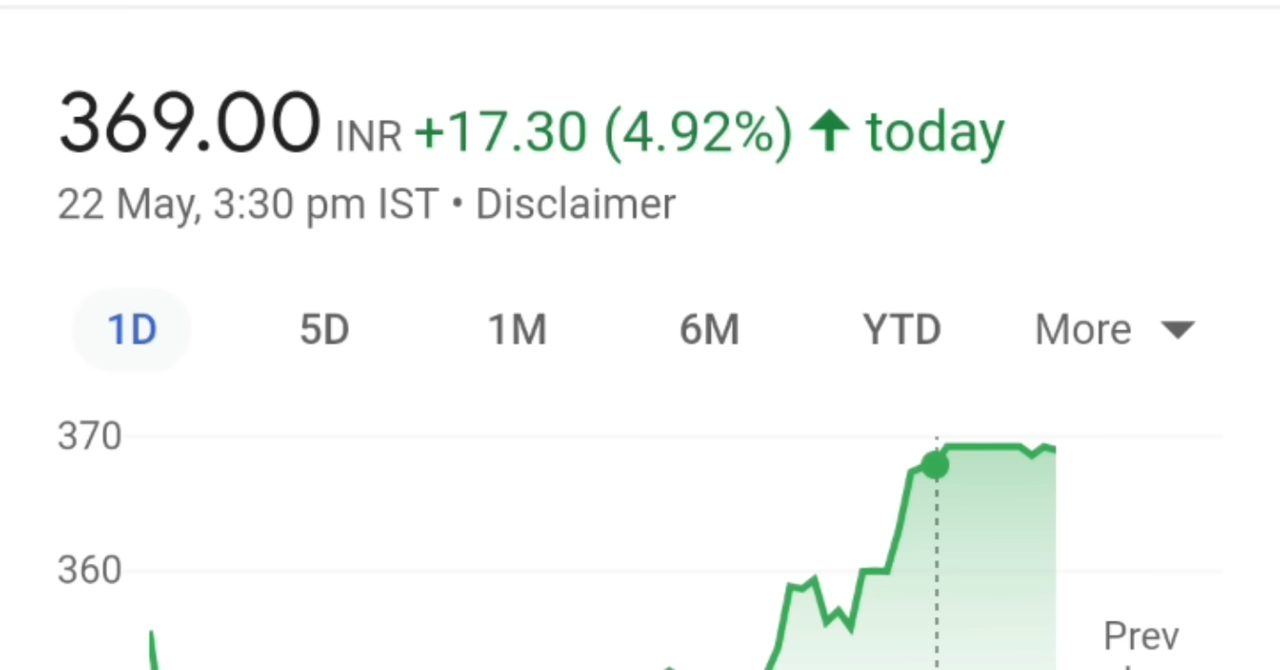 369.00 INR +17.30 (4.92%) ↑ today
22 May, 3:30 pm IST • Disclaimer
1D 5D 1M 6M YTD More
370
360
Prev